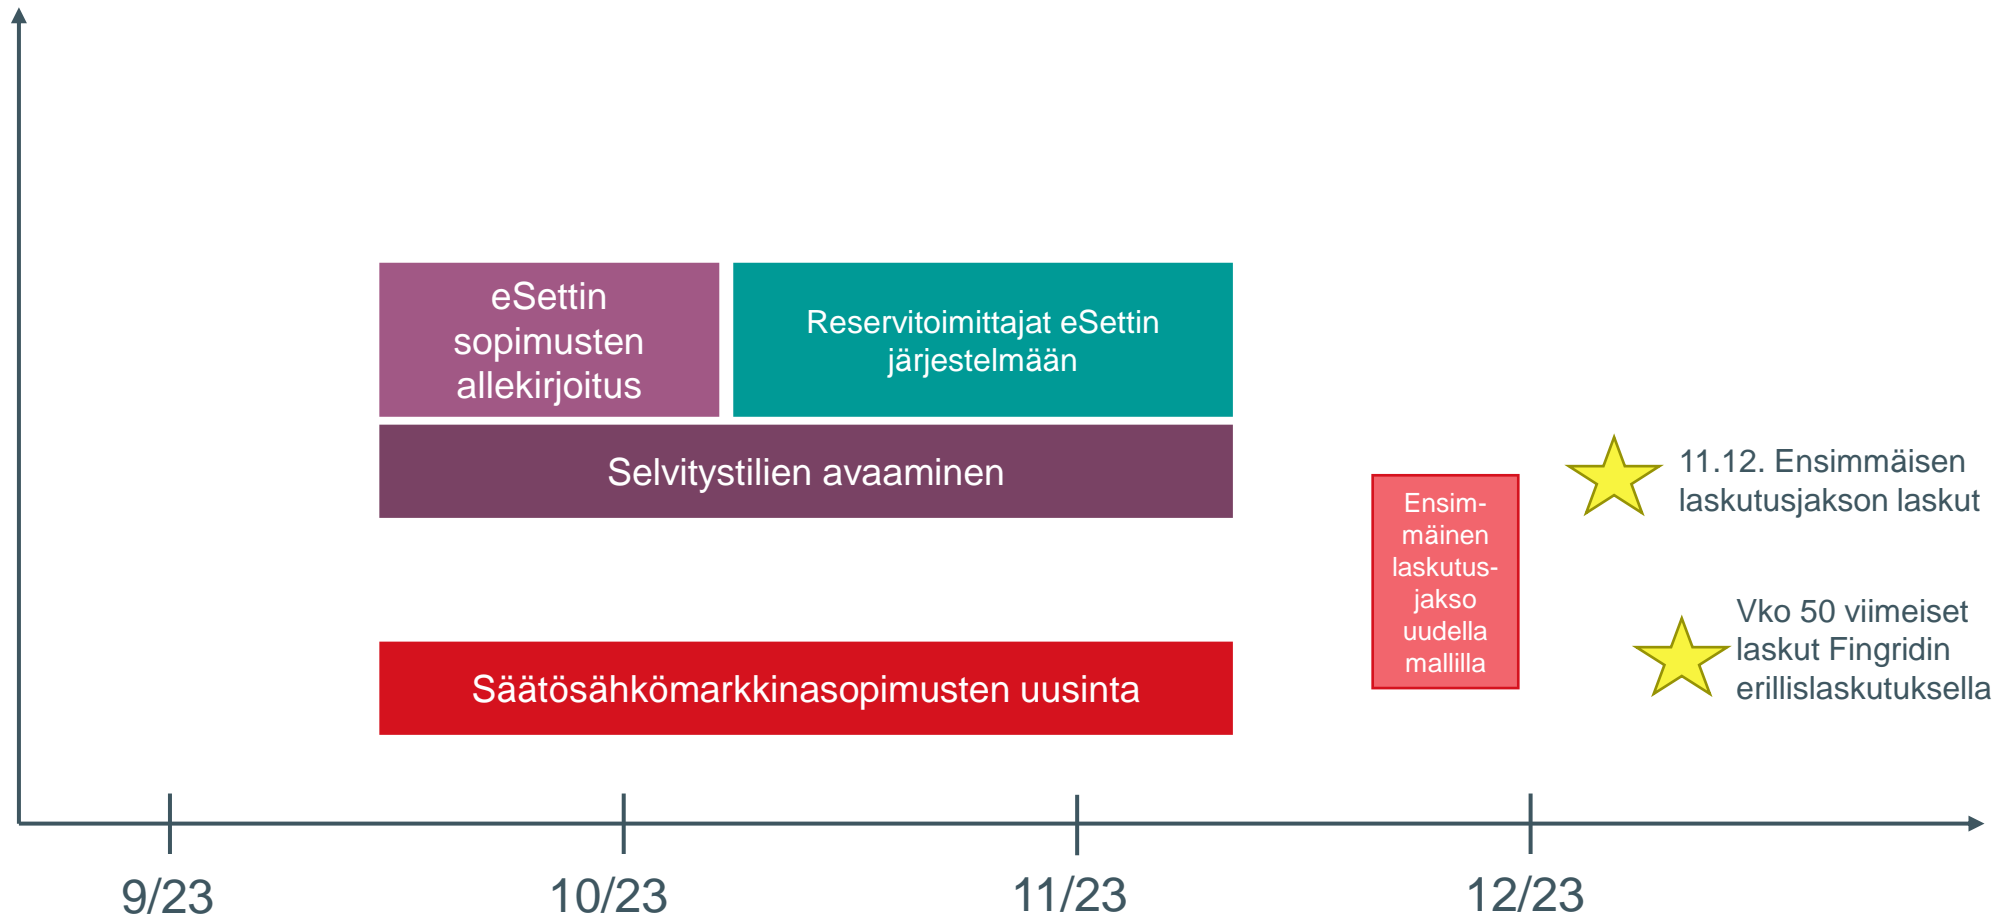 eSettin
sopimusten
allekirjoitus
Reservitoimittajat eSettin
järjestelmään
Selvitystilien avaaminen
Säätösähkömarkkinasopimusten uusinta
Ensim-
mäinen
laskutus-
jakso
uudella
mallilla
11.12. Ensimmäisen
laskutusjakson laskut
Vko 50 viimeiset
laskut Fingridin
erillislaskutuksella
9/23
10/23
11/23
12/23